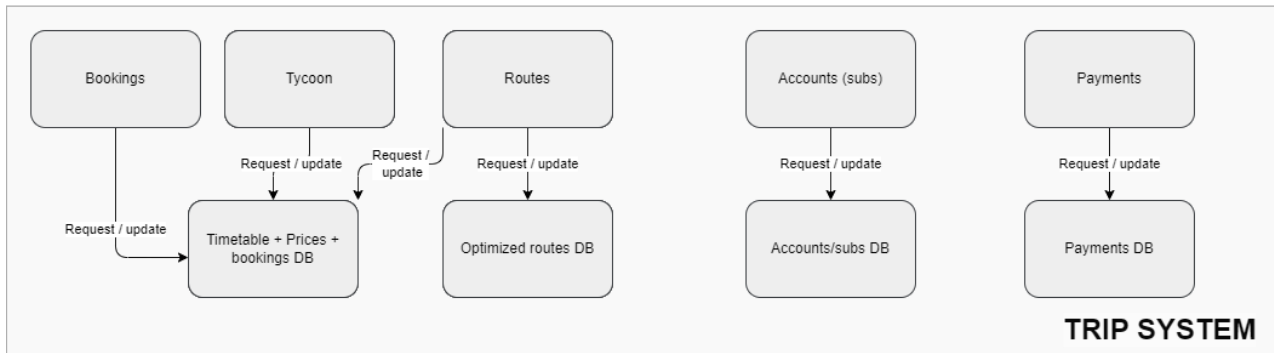 Bookings
Tycoon
Routes
Accounts (subs)
Payments
Request / update
Request /
update
Request / update
Request / update
Request / update
Request / update
Timetable + Prices +
bookings DB
Optimized routes DB
Accounts/subs DB
Payments DB
TRIP SYSTEM